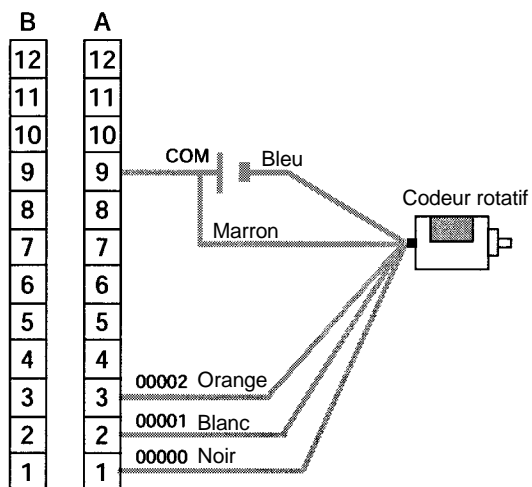 B A
12 12
11 11
10 10
9 9 COM Bleu
Codeur rotatif
8 8
7 7 Marron
6 6
5 5
4 4
3 3 00002 Orange
2 2 00001 Blanc
1 1 00000 Noir